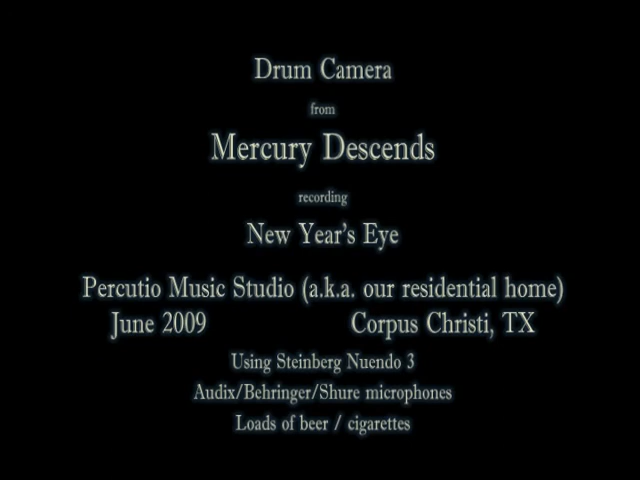 Drum Camera
from
Mercury Descends
recording
New Year's Eye
Percutio Music Studio (a.k.a. our residential home)
June 2009 Corpus Christi, TX
Using Steinberg Nuendo 3
Audix/Behringer/Shure microphones
Loads of beer / cigarettes